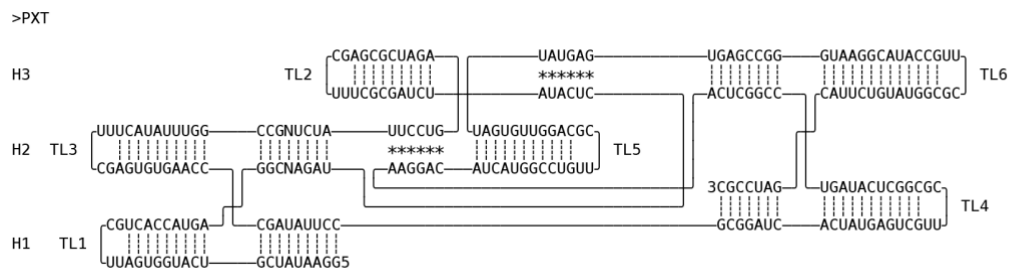 >PXT
CGAGCGCUAGA UAUGAG UGAGCCGG GUAAGGCAUACCGUU
H3 TL2 ****** TL6
UUUCGCGAUCU AUACUC ACUCGGCC CAUUCUGUAUGGCGC
UUUCAUAUUUGG CCGNUCUA UUCCUG UAGUGUUGGACGC
H2 TL3 ****** TL5
CGAGUGUGAACC GGCNAGAU AAGGAC AUCAUGGCCUGUU
3CGCCUAG UGAUACUCGGCGC
TL4
CGUCACCAUGA CGAUAUUCC GCGGAUC ACUAUGAGUCGUU
H1 TL1
UUAGUGGUACU GCUAUAAGG5